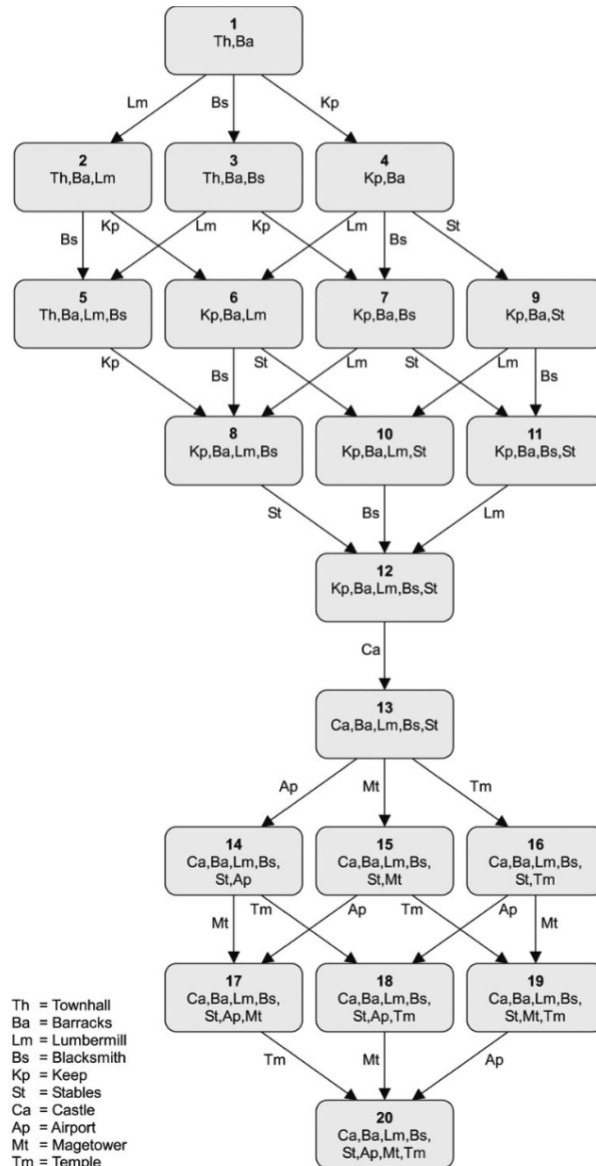 1
Th,Ba
Lm
Bs
Kp
2
Th,Ba,Lm
3
Th,Ba,Bs
4
Kp,Ba
Bs
Kp
Lm
Kp
Lm
Bs
St
5
Th,Ba,Lm,Bs
6
Kp,Ba,Lm
7
Kp,Ba,Bs
9
Kp,Ba,St
Kp
Bs
St
Lm
St
Lm
Bs
8
Kp,Ba,Lm,Bs
10
Kp,Ba,Lm,St
11
Kp,Ba,Bs,St
St
Bs
Lm
12
Kp,Ba,Lm,Bs,St
Ca
13
Ca,Ba,Lm,Bs,St
Ap
Mt
Tm
14
Ca,Ba,Lm,Bs,
St,Ap
15
Ca,Ba,Lm,Bs,
St,Mt
16
Ca,Ba,Lm,Bs,
St,Tm
Mt
Tm
Ap
Tm
Ap
Mt
17
Ca,Ba,Lm,Bs,
St,Ap,Mt
18
Ca,Ba,Lm,Bs,
St,Ap,Tm
19
Ca,Ba,Lm,Bs,
St,Mt,Tm
Tm
Mt
Ap
20
Ca,Ba,Lm,Bs,
St,Ap,Mt,Tm
Th = Townhall
Ba = Barracks
Lm = Lumbermill
Bs = Blacksmith
Kp = Keep
St = Stables
Ca = Castle
Ap = Airport
Mt = Magetower
Tm = Temple